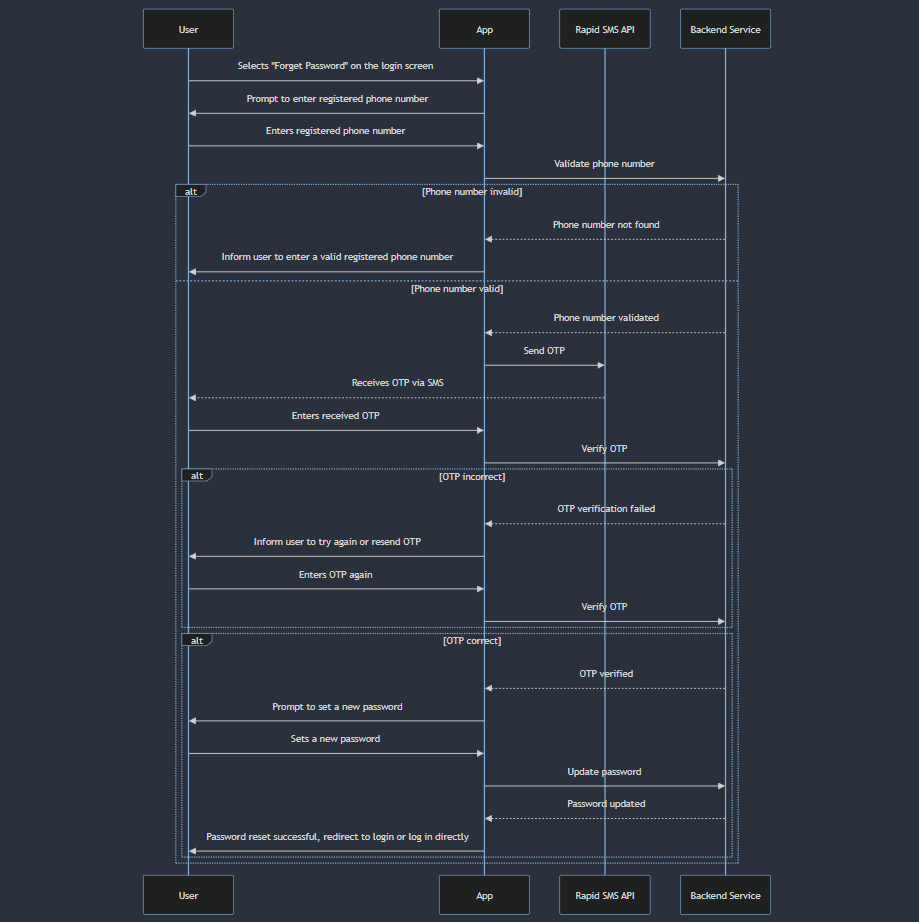 User
App
Rapid SMS API
Backend Service
Selects "Forget Password" on the login screen
Prompt to enter registered phone number
Enters registered phone number
Validate phone number
alt
[Phone number invalid]
Phone number not found
Inform user to enter a valid registered phone number
[Phone number valid]
Phone number validated
Send OTP
Receives OTP via SMS
Enters received OTP
Verify OTP
alt
[OTP incorrect]
OTP verification failed
Inform user to try again or resend OTP
Enters OTP again
Verify OTP
alt
[OTP correct]
OTP verified
Prompt to set a new password
Sets a new password
Update password
Password updated
Password reset successful, redirect to login or log in directly
User
App
Rapid SMS API
Backend Service